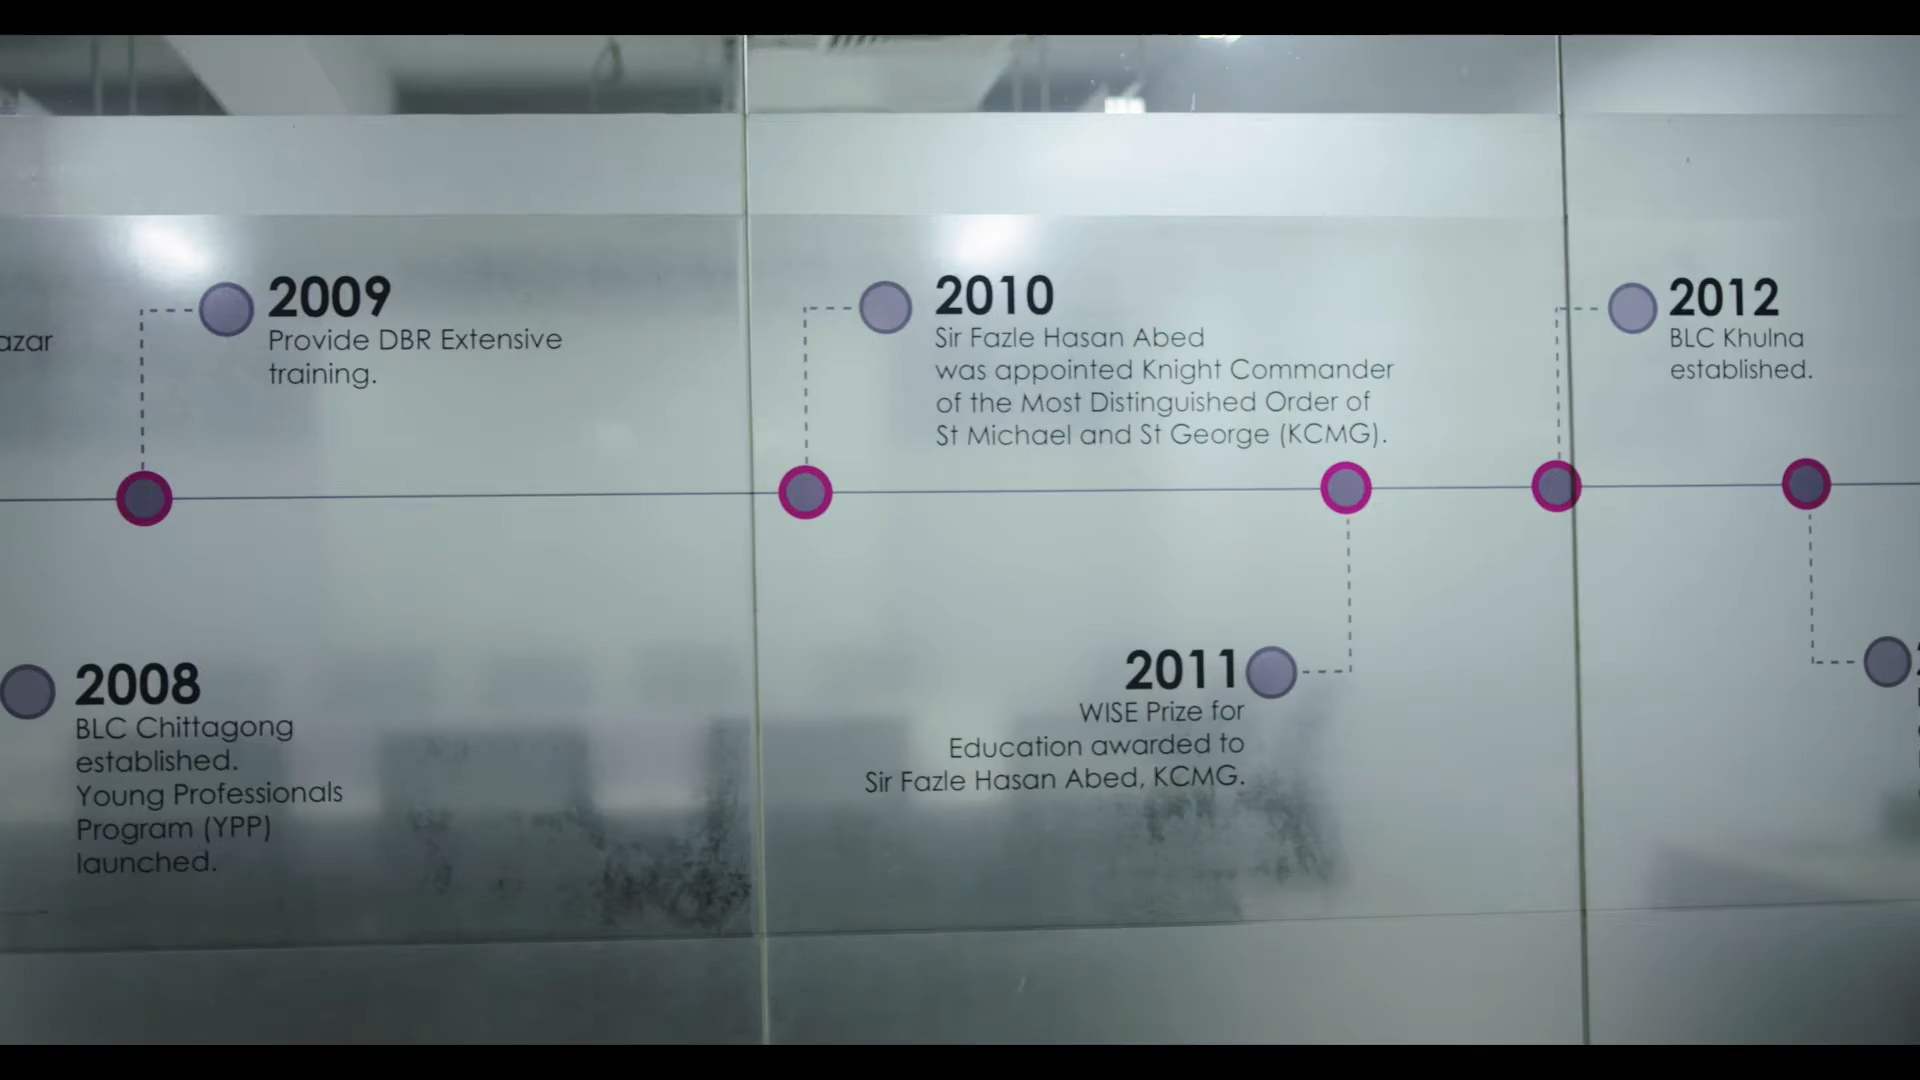 azar
2009
Provide DBR Extensive
training.
2010
Sir Fazle Hasan Abed
was appointed Knight Commander
of the Most Distinguished Order of
St Michael and St George (KCMG).
2012
BLC Khulna
established.
2008
BLC Chittagong
established.
Young Professionals
Program (YPP)
launched.
2011
WISE Prize for
Education awarded to
Sir Fazle Hasan Abed, KCMG.